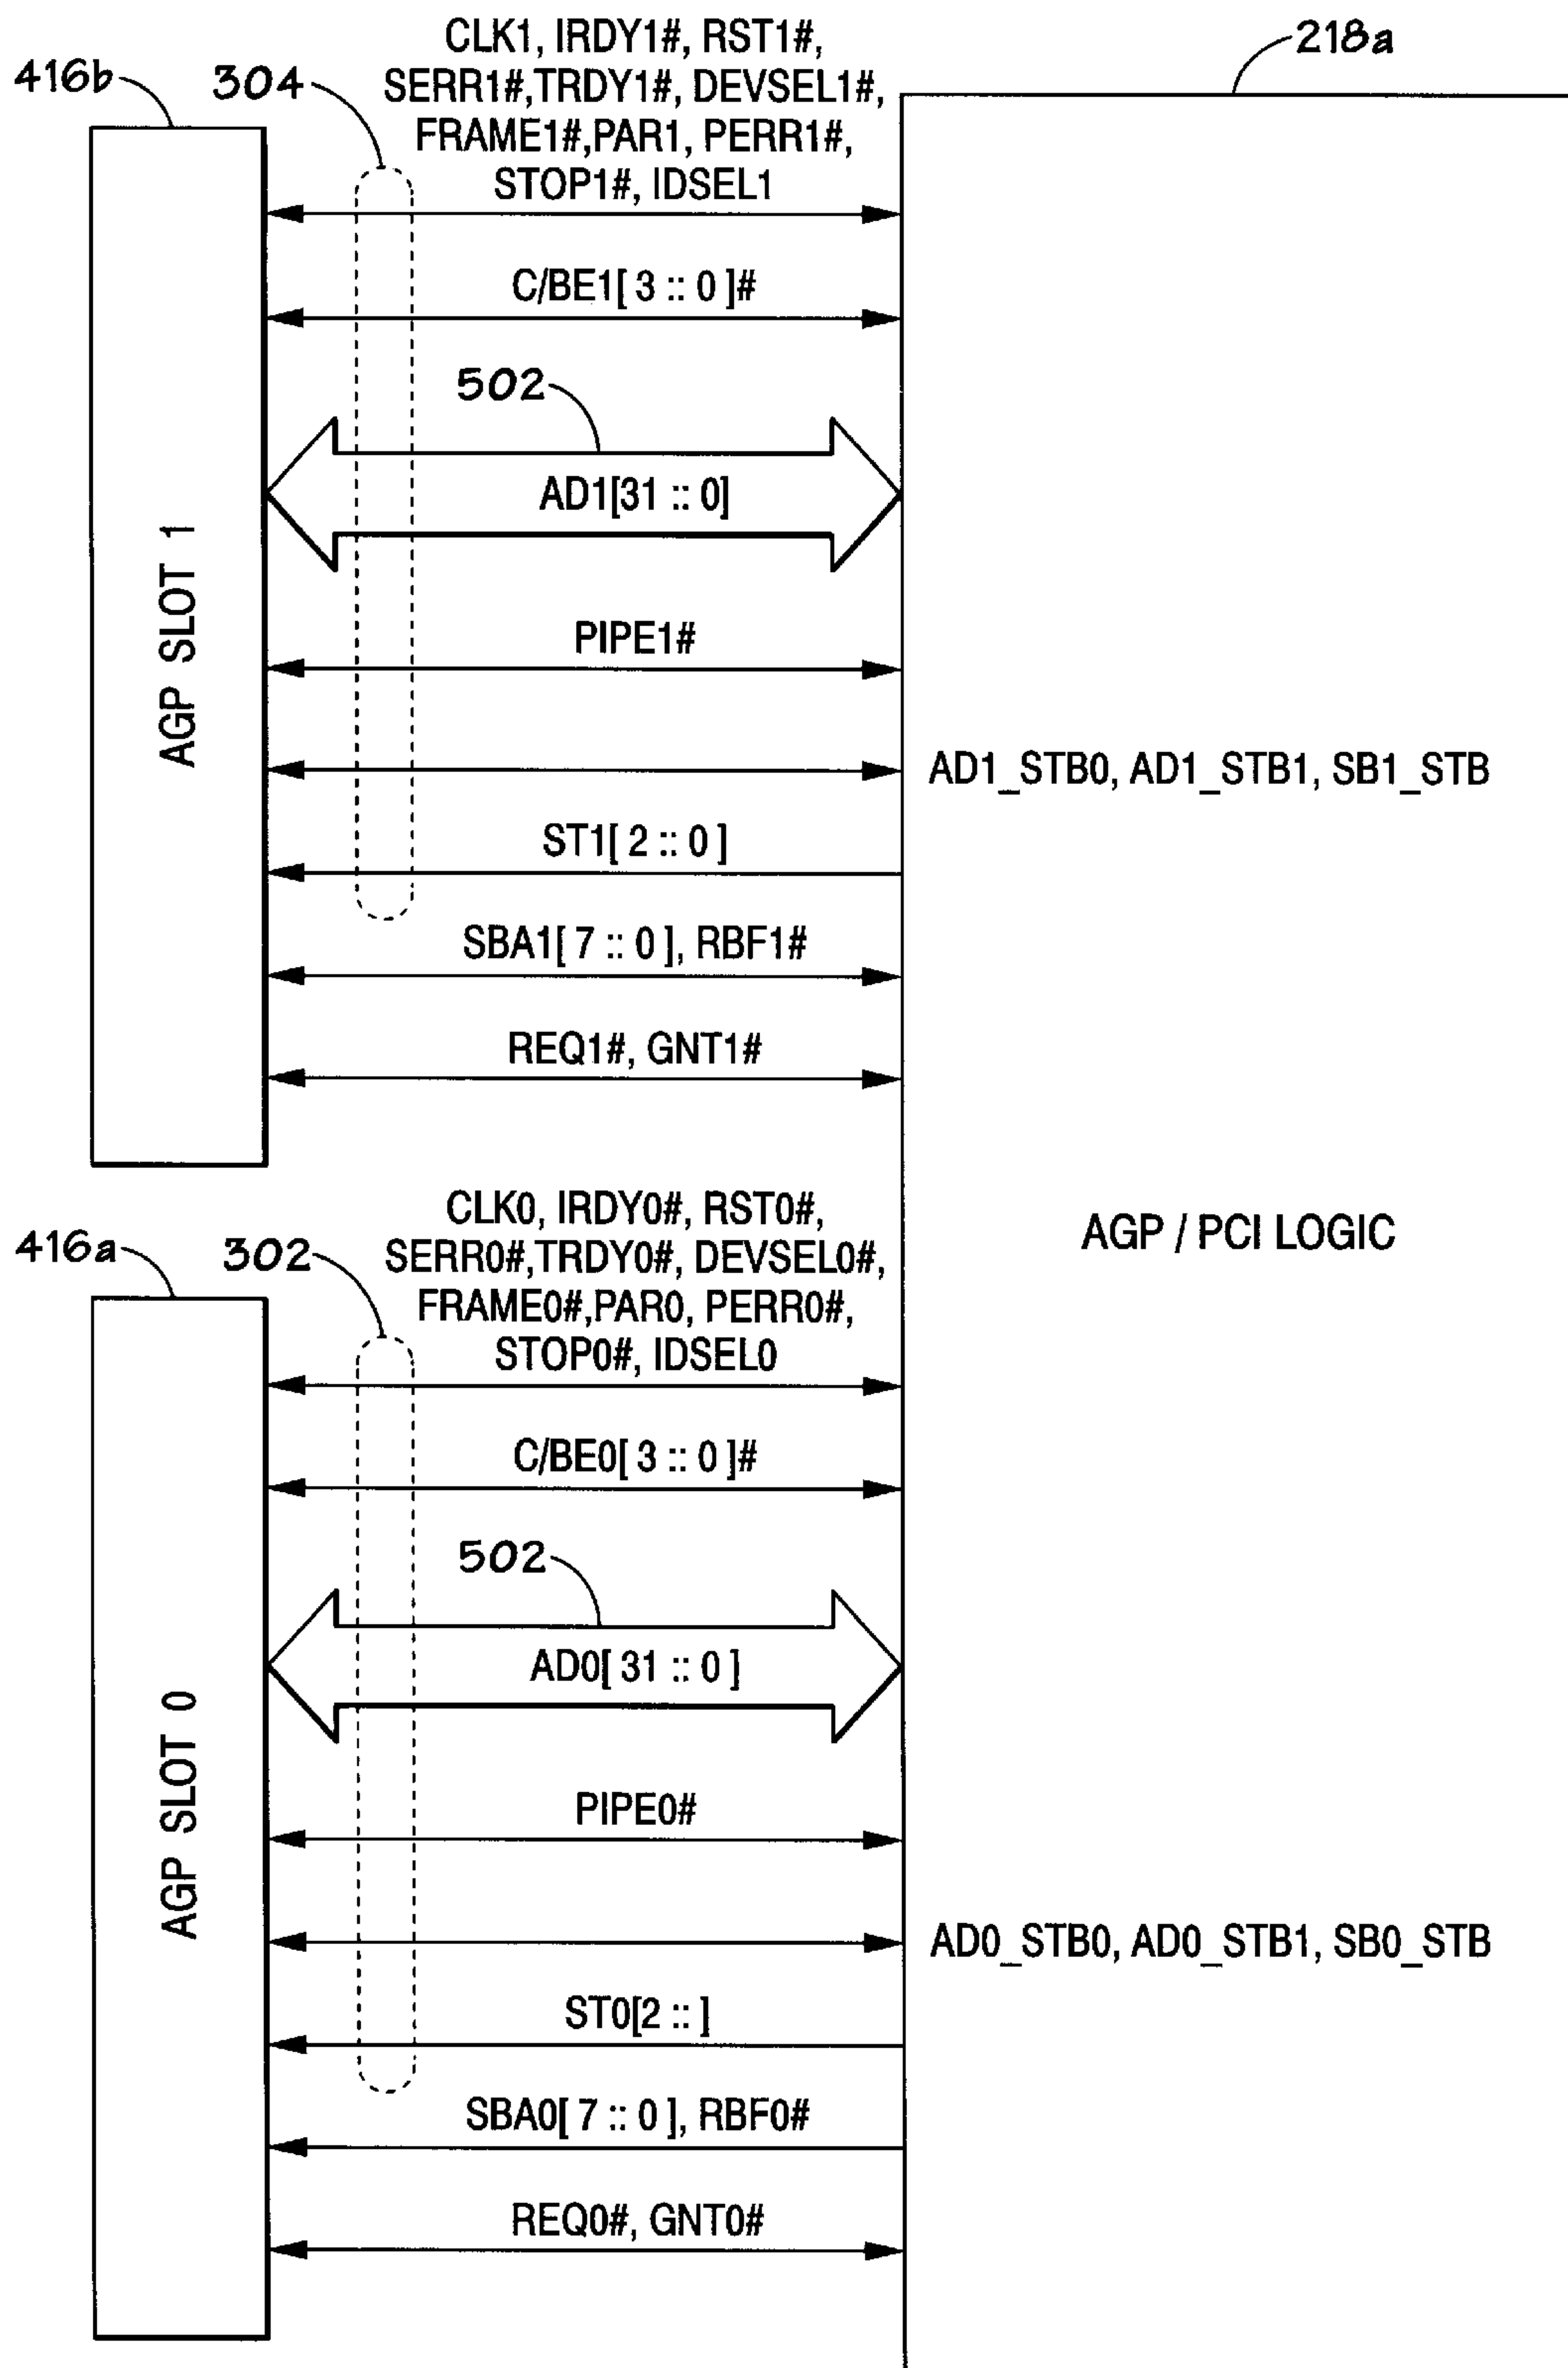 CLK1, IRDY1#, RST1#,
218a
416b
304
SERR1#,TRDY1#, DEVSEL1#,
FRAME1#,PAR1, PERR1#,
STOP1#, IDSEL1
C/BE1[ 3 :: 0 ]#
502
AD1[31 :: 0]
AGP SLOT 1
PIPE1#
AD1_STB0, AD1_STB1, SB1_STB
ST1[ 2 :: 0 ]
SBA1[ 7 :: 0 ], RBF1#
REQ1#, GNT1#
CLK0, IRDY0#, RST0#,
AGP / PCI LOGIC
416a
302
SERR0#,TRDY0#, DEVSEL0#,
FRAME0#,PAR0, PERR0#,
STOP0#, IDSEL0
C/BE0[ 3 :: 0 ]#
502
AD0[ 31 :: 0 ]
AGP SLOT 0
PIPE0#
AD0_STB0, AD0_STB1, SB0_STB
ST0[2 :: ]
SBA0[ 7 :: 0 ], RBF0#
REQ0#, GNT0#